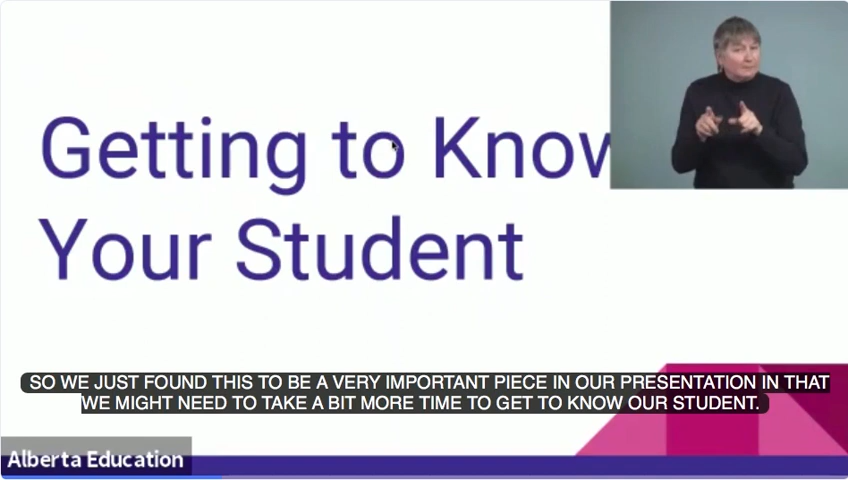 Getting to Know
Your Student
SO WE JUST FOUND THIS TO BE A VERY IMPORTANT PIECE IN OUR PRESENTATION IN THAT
WE MIGHT NEED TO TAKE A BIT MORE TIME TO GET TO KNOW OUR STUDENT.
Alberta Education